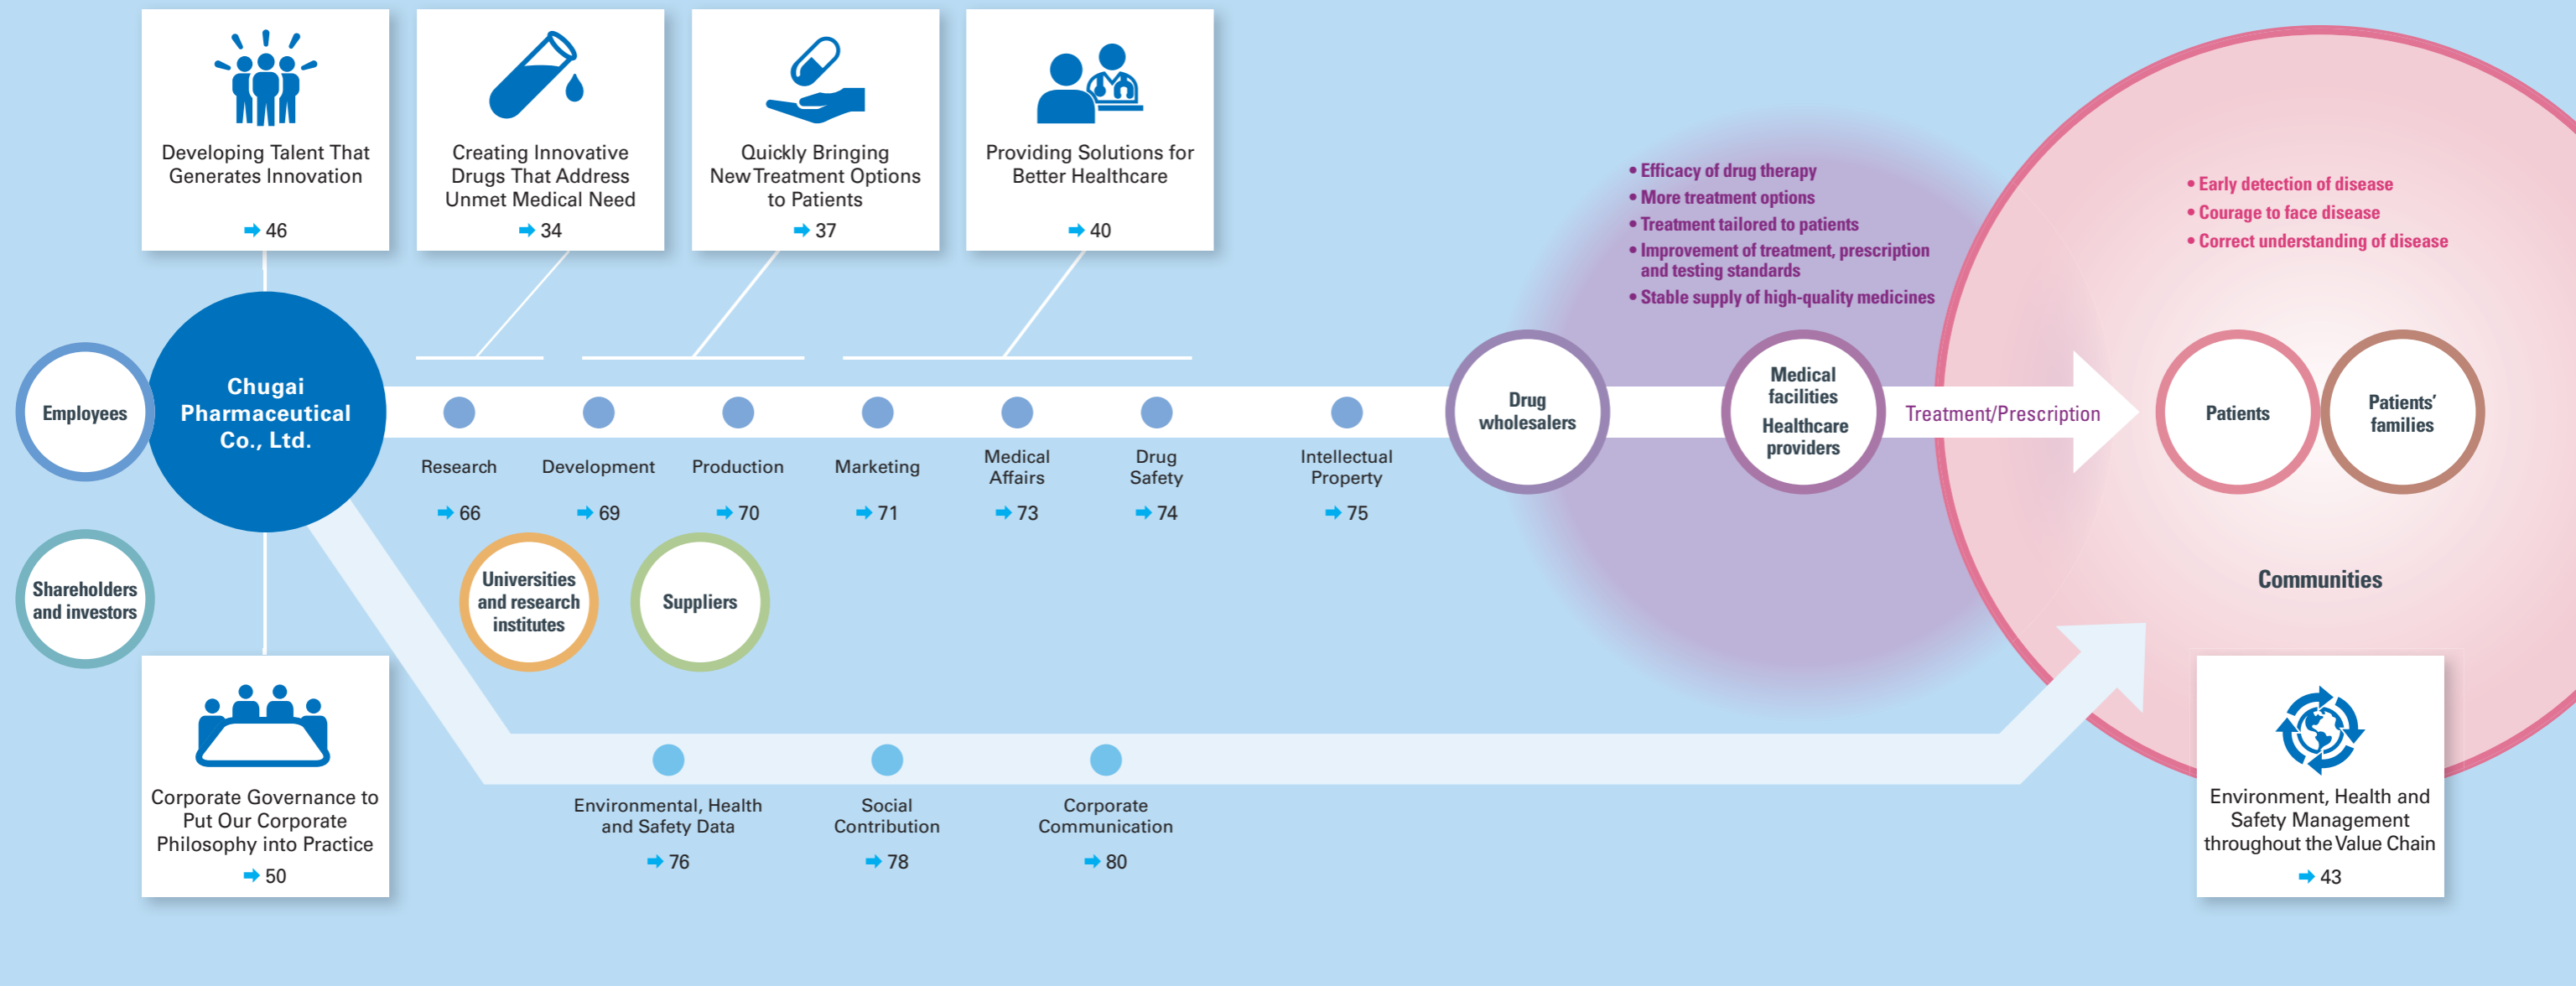 Developing Talent That
Generates Innovation
➡ 46
Creating Innovative
Drugs That Address
Unmet Medical Need
➡ 34
Quickly Bringing
New Treatment Options
to Patients
➡ 37
Providing Solutions for
Better Healthcare
➡ 40
• Efficacy of drug therapy
• More treatment options
• Treatment tailored to patients
• Improvement of treatment, prescription
and testing standards
• Stable supply of high-quality medicines
• Early detection of disease
• Courage to face disease
• Correct understanding of disease
Employees
Chugai
Pharmaceutical
Co., Ltd.
Research
➡ 66
Development
➡ 69
Production
➡ 70
Marketing
➡ 71
Medical
Affairs
➡ 73
Drug
Safety
➡ 74
Intellectual
Property
➡ 75
Drug
wholesalers
Medical
facilities
Healthcare
providers
Treatment/Prescription
Patients
Patients’
families
Shareholders
and investors
Universities
and research
institutes
Suppliers
Communities
Corporate Governance to
Put Our Corporate
Philosophy into Practice
➡ 50
Environmental, Health
and Safety Data
➡ 76
Social
Contribution
➡ 78
Corporate
Communication
➡ 80
Environment, Health and
Safety Management
throughout the Value Chain
➡ 43